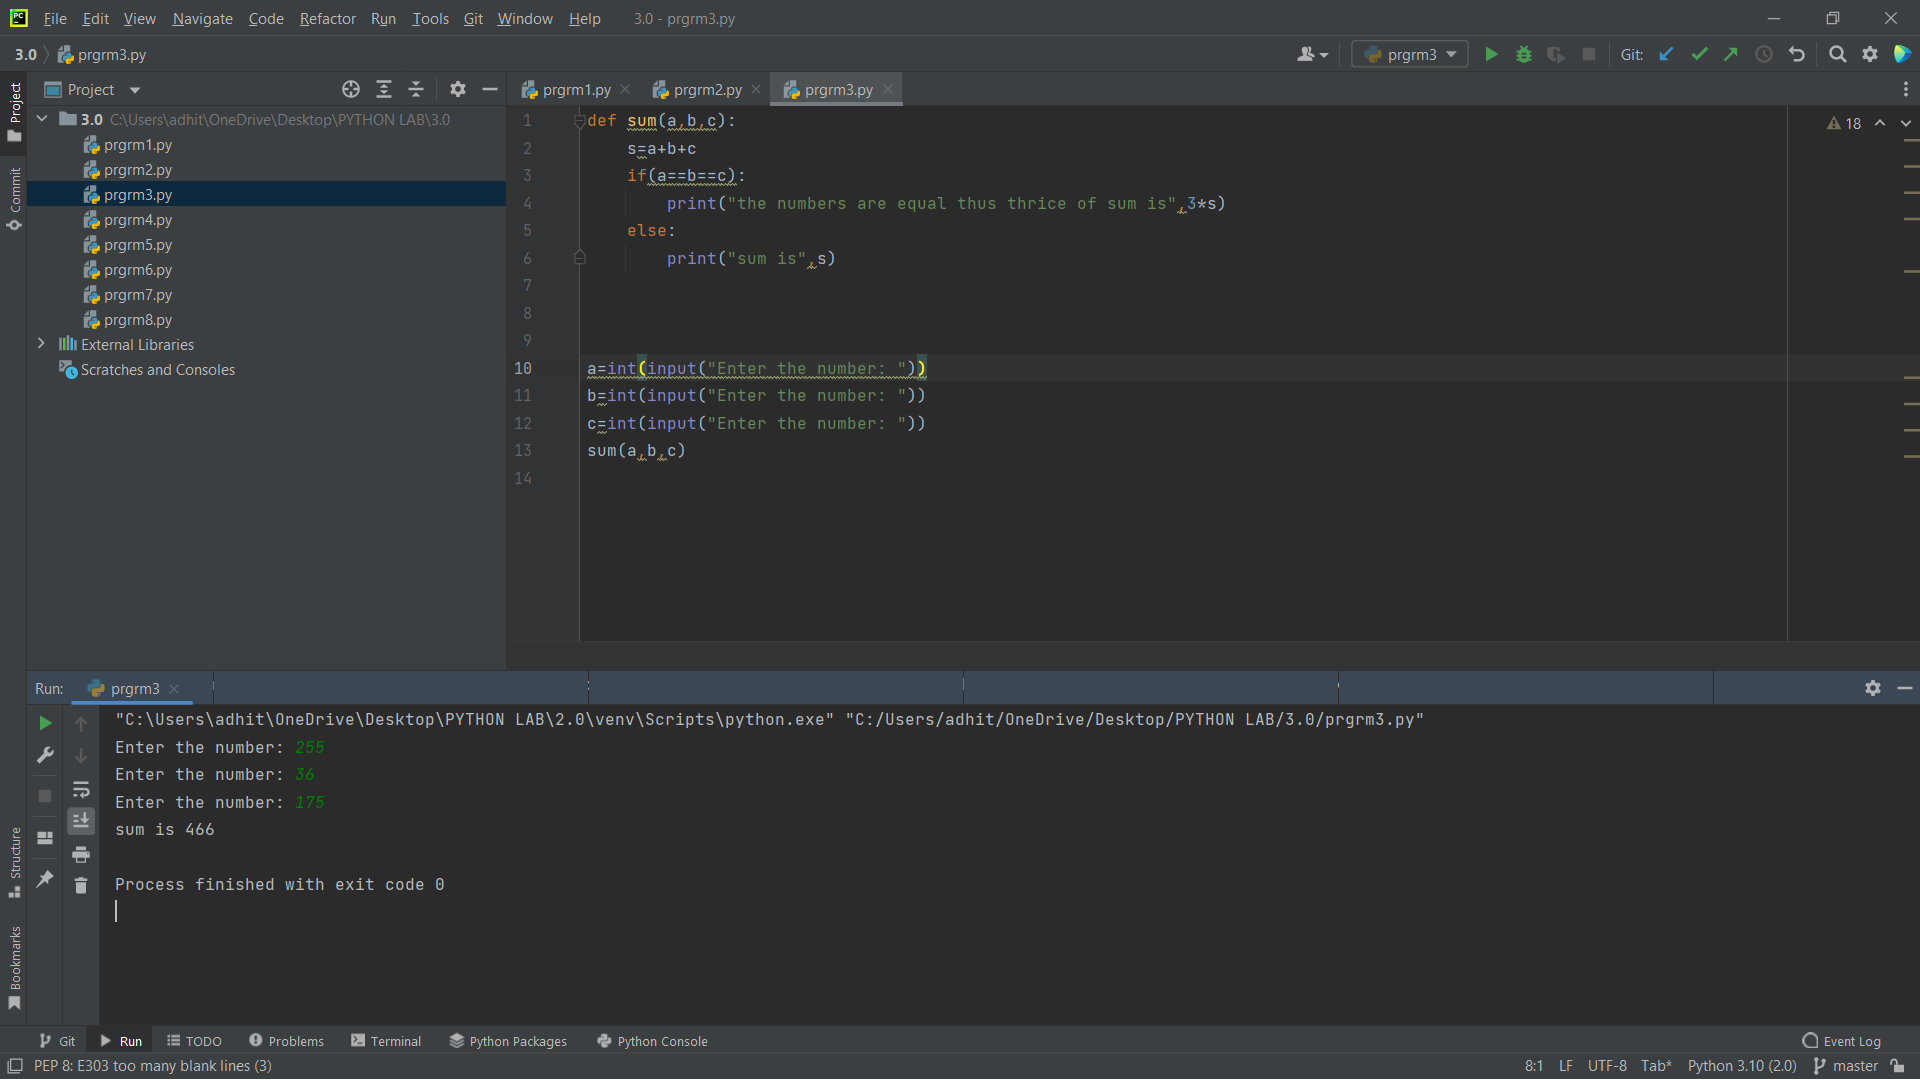 File Edit View Navigate Code Refactor Run Tools Git Window Help 3.0 - prgrm3.py
3.0 prgrm3.py prgrm3 Git:
Project
prgrm1.py prgrm2.py prgrm3.py
Project
Commit
Structure
Bookmarks
3.0 C:\Users\adhit\OneDrive\Desktop\PYTHON LAB\3.0
prgrm1.py
prgrm2.py
prgrm3.py
prgrm4.py
prgrm5.py
prgrm6.py
prgrm7.py
prgrm8.py
External Libraries
Scratches and Consoles
18
1 def sum(a,b,c):
2     s=a+b+c
3     if(a==b==c):
4         print("the numbers are equal thus thrice of sum is",3*s)
5     else:
6         print("sum is",s)
7
8
9
10 a=int(input("Enter the number: "))
11 b=int(input("Enter the number: "))
12 c=int(input("Enter the number: "))
13 sum(a,b,c)
14
Run: prgrm3
"C:\Users\adhit\OneDrive\Desktop\PYTHON LAB\2.0\venv\Scripts\python.exe" "C:/Users/adhit/OneDrive/Desktop/PYTHON LAB/3.0/prgrm3.py"
Enter the number: 255
Enter the number: 36
Enter the number: 175
sum is 466
Process finished with exit code 0
Git Run TODO Problems Terminal Python Packages Python Console Event Log
PEP 8: E303 too many blank lines (3) 8:1 LF UTF-8 Tab* Python 3.10 (2.0) master